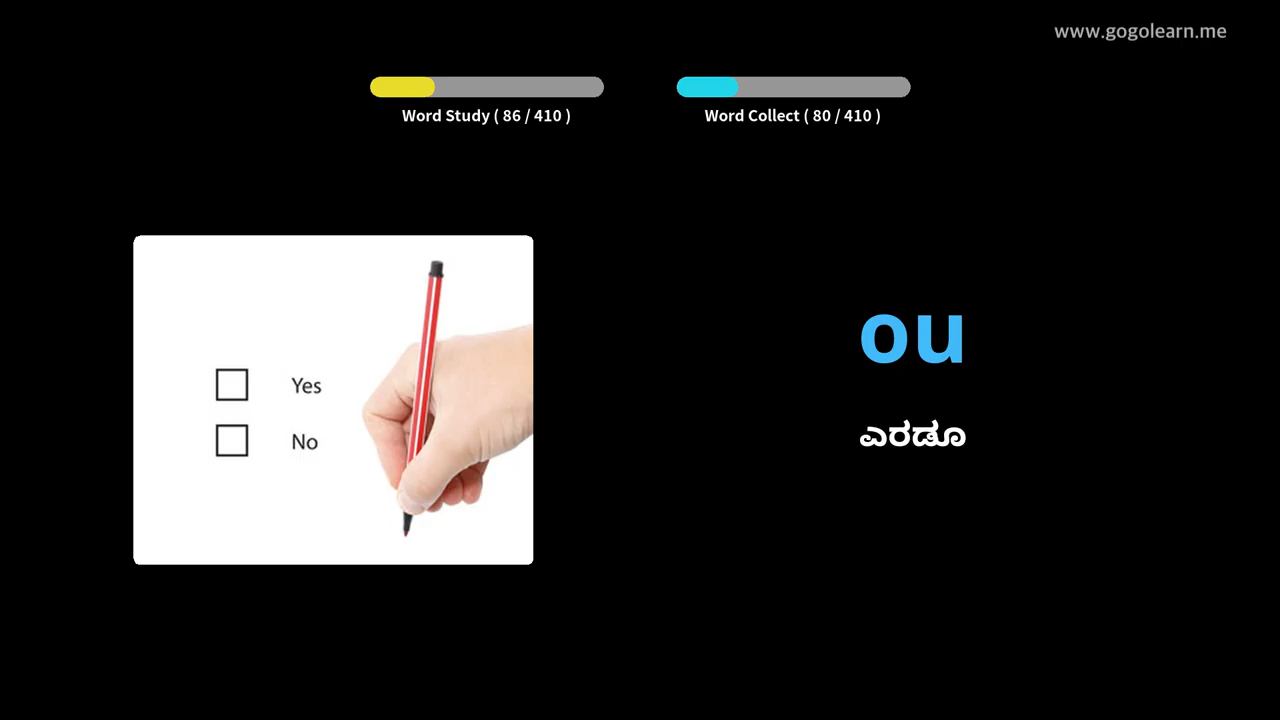 www.gogolearn.me
Word Study ( 86 / 410 )
Word Collect ( 80 / 410 )
Yes
No
ou
ಎರಡೂ